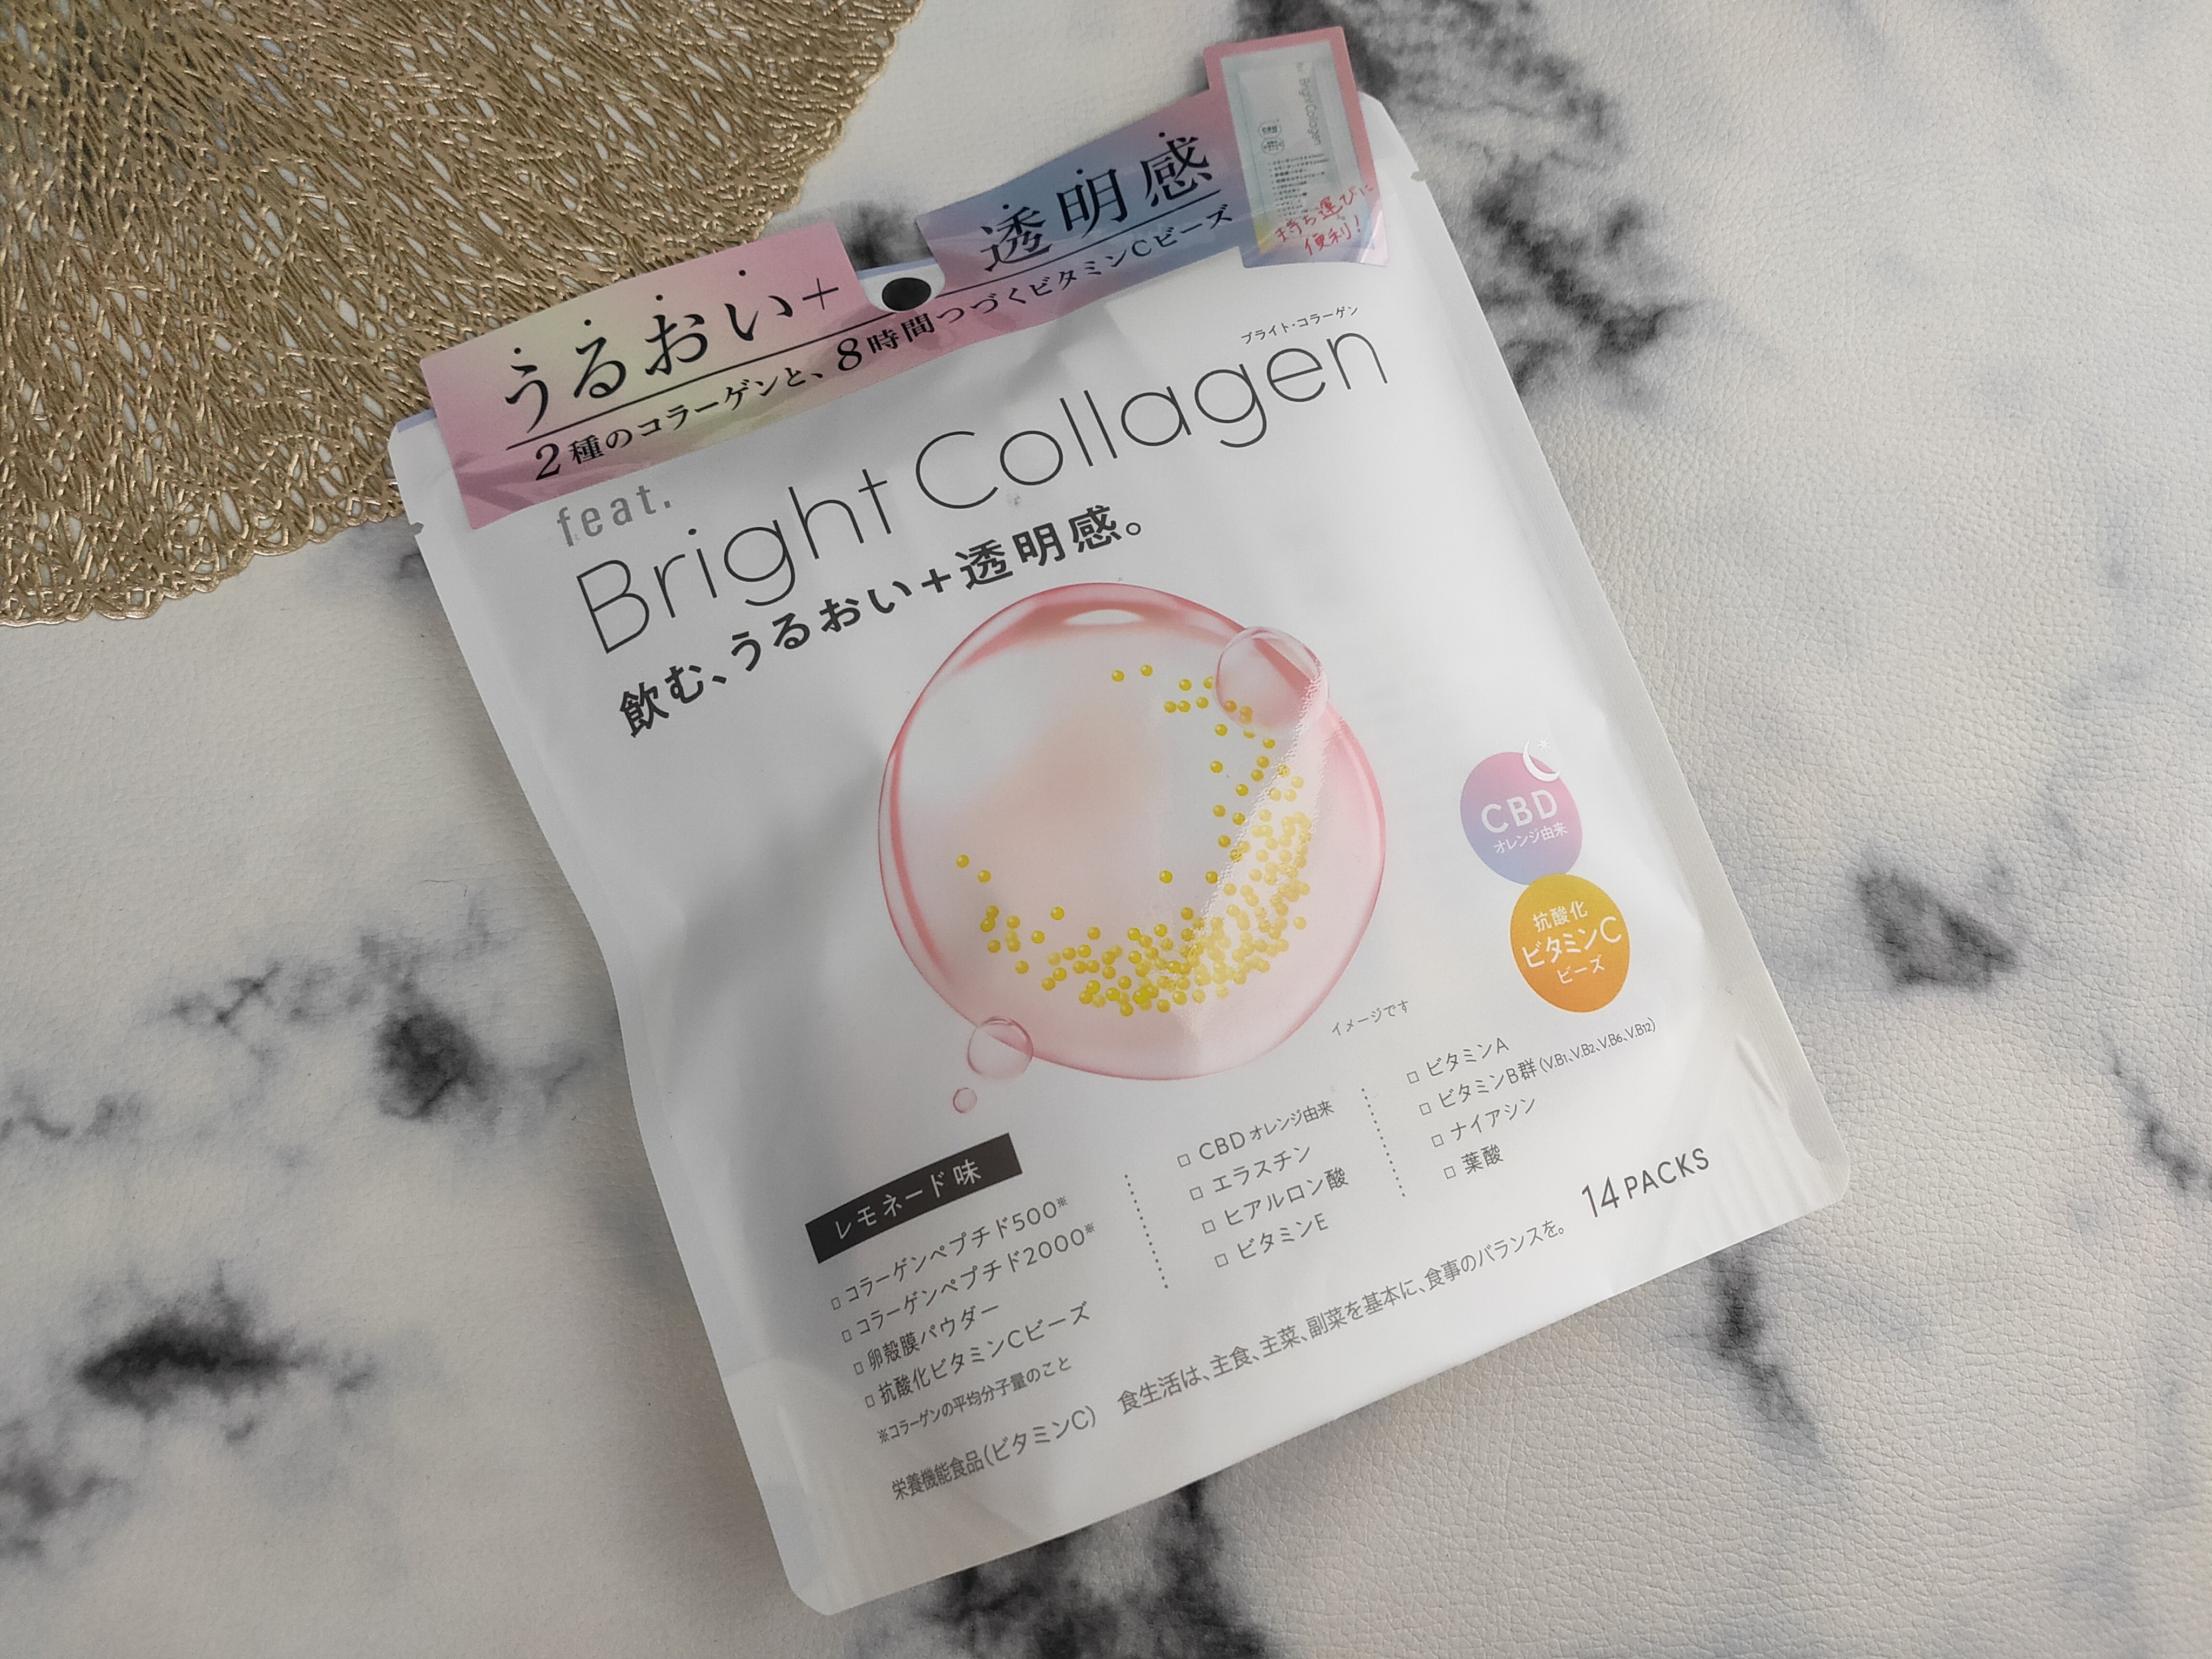 うるおい+
透明感
2種のコラーゲンと、8時間つづくビタミンCビーズ
Bright Collagen
持ち運びに
便利！
feat.
ブライト・コラーゲン
Bright Collagen
飲む、うるおい+透明感。
CBD
オレンジ由来
抗酸化
ビタミンC
ビーズ
イメージです
レモネード味
□ コラーゲンペプチド500※
□ コラーゲンペプチド2000※
□ 卵殻膜パウダー
□ 抗酸化ビタミンCビーズ
※コラーゲンの平均分子量のこと
□ CBD オレンジ由来
□ エラスチン
□ ヒアルロン酸
□ ビタミンE
□ ビタミンA
□ ビタミンB群(V.B1、V.B2、V.B6、V.B12)
□ ナイアシン
□ 葉酸
14 PACKS
栄養機能食品(ビタミンC) 食生活は、主食、主菜、副菜を基本に、食事のバランスを。